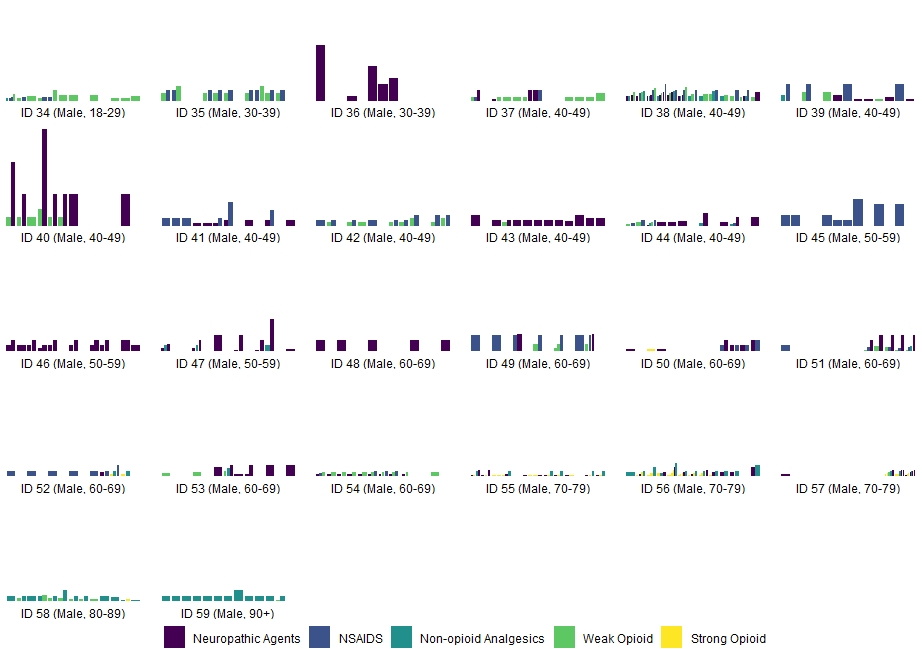 ID 34 (Male, 18-29) ID 35 (Male, 30-39) ID 36 (Male, 30-39) ID 37 (Male, 40-49) ID 38 (Male, 40-49) ID 39 (Male, 40-49)
ID 40 (Male, 40-49) ID 41 (Male, 40-49) ID 42 (Male, 40-49) ID 43 (Male, 40-49) ID 44 (Male, 40-49) ID 45 (Male, 50-59)
ID 46 (Male, 50-59) ID 47 (Male, 50-59) ID 48 (Male, 60-69) ID 49 (Male, 60-69) ID 50 (Male, 60-69) ID 51 (Male, 60-69)
ID 52 (Male, 60-69) ID 53 (Male, 60-69) ID 54 (Male, 60-69) ID 55 (Male, 70-79) ID 56 (Male, 70-79) ID 57 (Male, 70-79)
ID 58 (Male, 80-89) ID 59 (Male, 90+)
Neuropathic Agents NSAIDS Non-opioid Analgesics Weak Opioid Strong Opioid